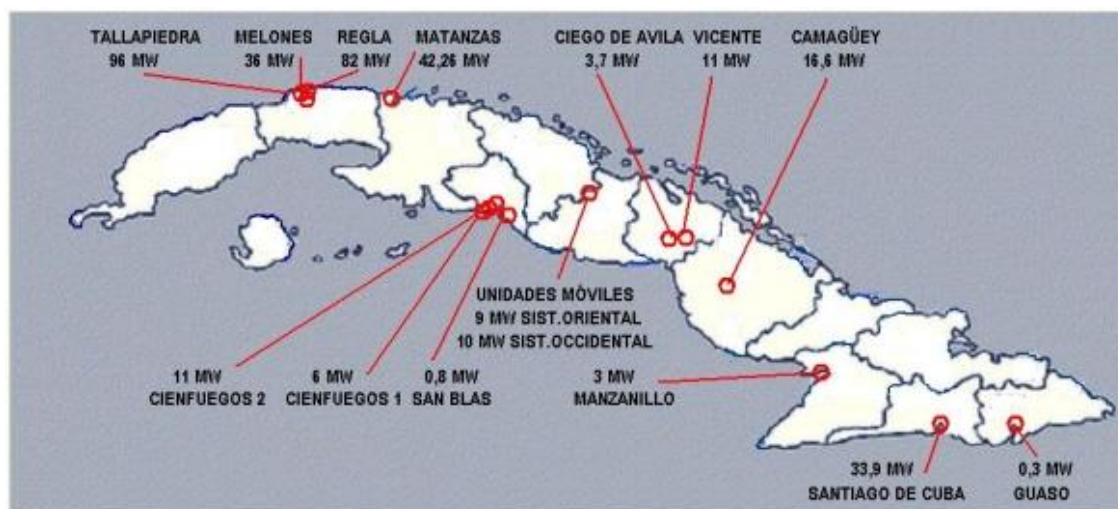 TALLAPIEDRA
96 MW
MELONES
36 MW
REGLA
82 MW
MATANZAS
42,26 MW
CIEGO DE AVILA
3,7 MW
VICENTE
11 MW
CAMAGÜEY
16,6 MW
UNIDADES MÓVILES
9 MW SIST.ORIENTAL
10 MW SIST.OCCIDENTAL
11 MW
CIENFUEGOS 2
6 MW
CIENFUEGOS 1
0,8 MW
SAN BLAS
3 MW
MANZANILLO
33,9 MW
SANTIAGO DE CUBA
0,3 MW
GUASO